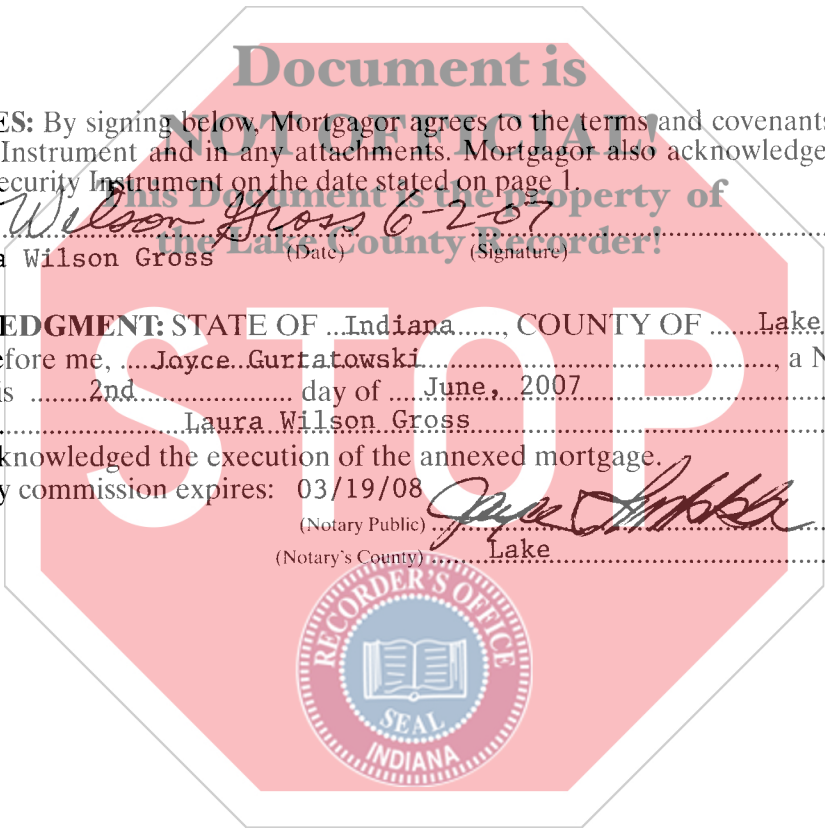 Document is
ES: By signing below, Mortgagor agrees to the terms and covenants
NOT OFFICIAL!
Instrument and in any attachments. Mortgagor also acknowledge
ecurity Instrument on the date stated on page 1.
This Document is the property of
Wilson Gross 6-2-07
the Lake County Recorder!
a Wilson Gross (Date) (Signature)
EDGMENT: STATE OF ...Indiana......, COUNTY OF ......Lake
efore me, .....Joyce Gurtatowski..., a N
is ......2nd................ day of ....June, 2007
Laura Wilson Gross
knowledged the execution of the annexed mortgage.
y commission expires: 03/19/08
(Notary Public)
(Notary's County) Lake
STOP
RECORDER'S OFFICE
SEAL
INDIANA